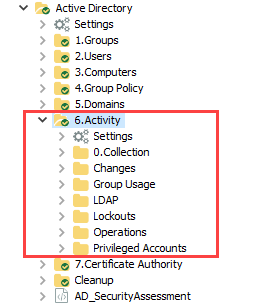 Active Directory
Settings
1.Groups
2.Users
3.Computers
4.Group Policy
5.Domains
6.Activity
Settings
0.Collection
Changes
Group Usage
LDAP
Lockouts
Operations
Privileged Accounts
7.Certificate Authority
Cleanup
AD_SecurityAssessment